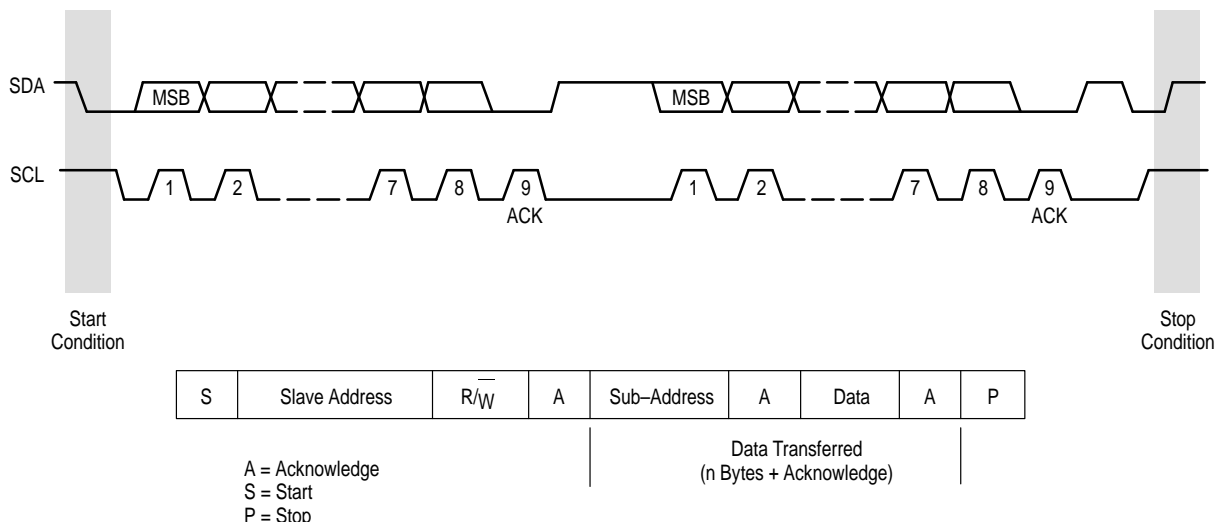 SDA
MSB
MSB
SCL
1 2 7 8 9 1 2 7 8 9
ACK ACK
Start
Condition
Stop
Condition
S Slave Address R/W̅ A Sub–Address A Data A P
Data Transferred
(n Bytes + Acknowledge)
A = Acknowledge
S = Start
P = Stop